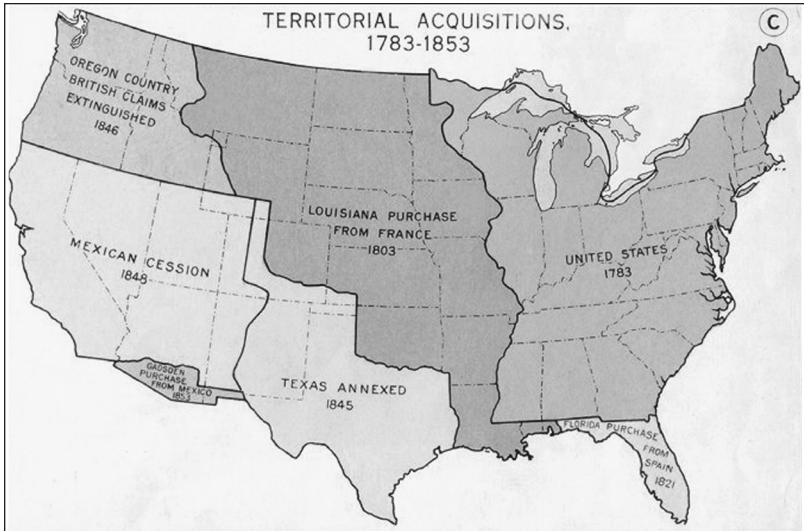 TERRITORIAL ACQUISITIONS,
1783-1853
C
OREGON COUNTRY
BRITISH CLAIMS
EXTINGUISHED
1846
LOUISIANA PURCHASE
FROM FRANCE
1803
MEXICAN CESSION
1848
UNITED STATES
1783
GADSDEN
PURCHASE
FROM MEXICO
1853
TEXAS ANNEXED
1845
FLORIDA PURCHASE
FROM
SPAIN
1821